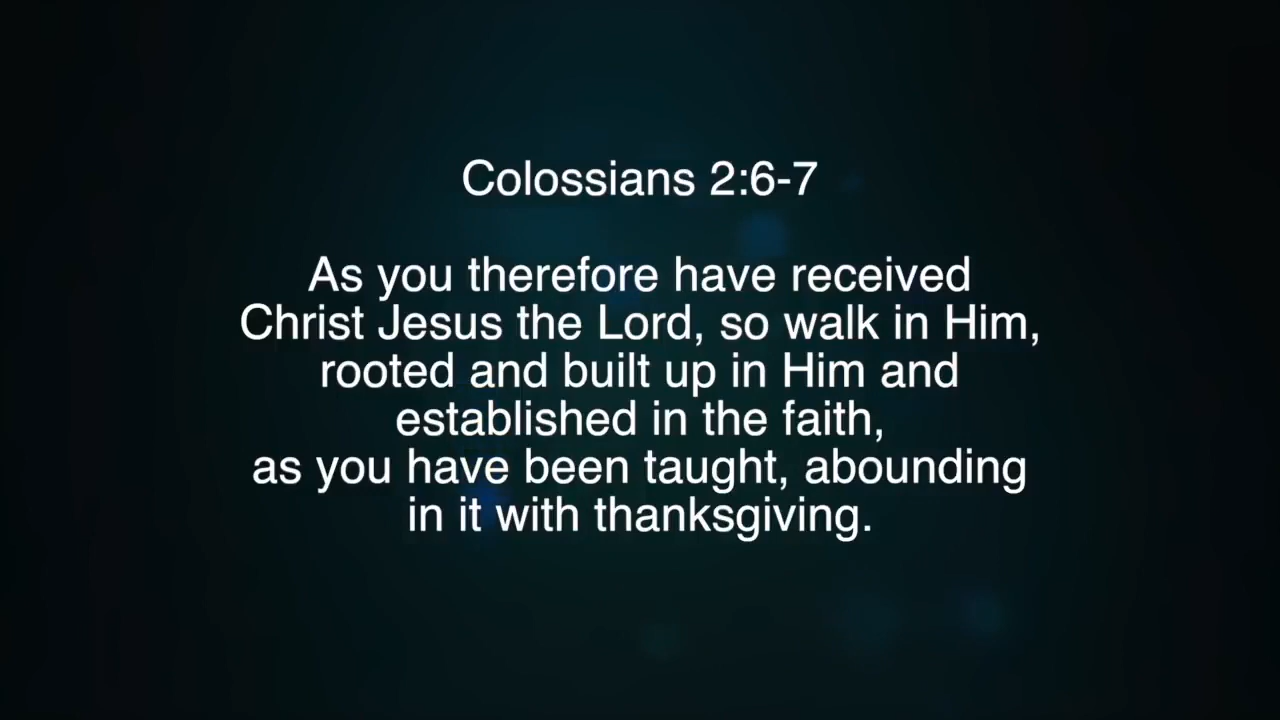 Colossians 2:6-7
As you therefore have received
Christ Jesus the Lord, so walk in Him,
rooted and built up in Him and
established in the faith,
as you have been taught, abounding
in it with thanksgiving.